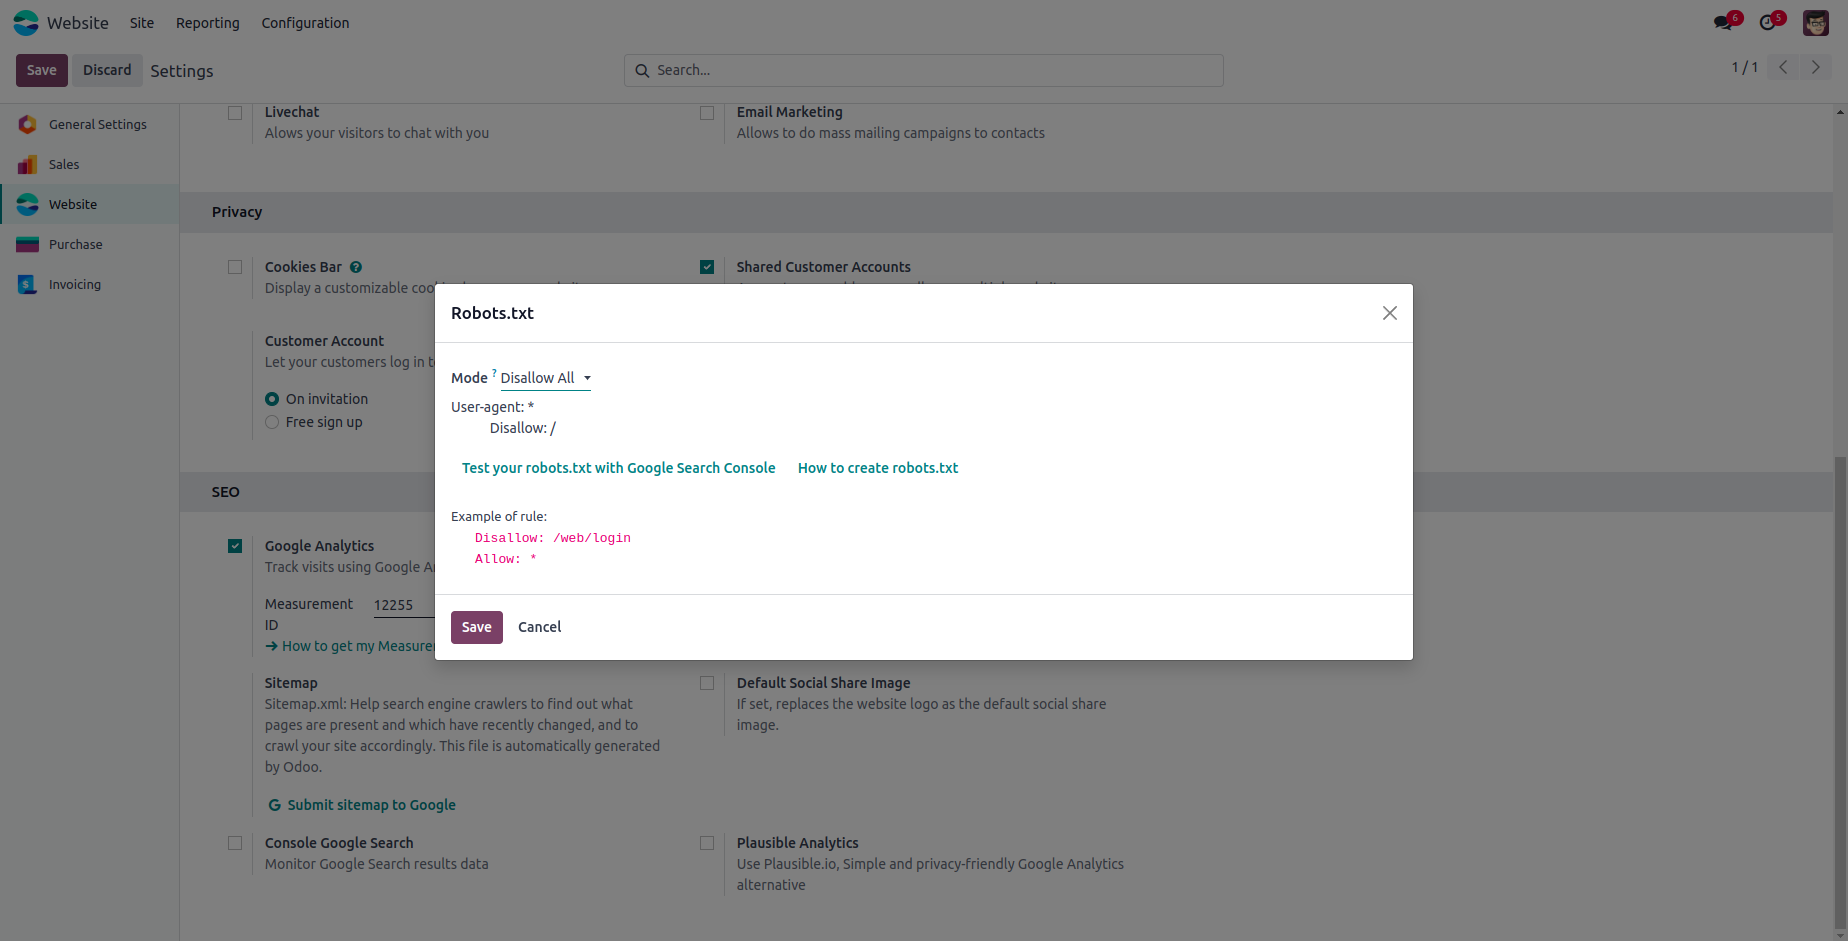 Website Site Reporting Configuration 6 5
Save Discard Settings Search... 1 / 1
General Settings
Sales
Website
Purchase
Invoicing
Livechat
Alows your visitors to chat with you
Email Marketing
Allows to do mass mailing campaigns to contacts
Privacy
Cookies Bar ?
Display a customizable
Shared Customer Accounts
Customer Account
Let your customers log in
On invitation
Free sign up
Robots.txt
Mode ? Disallow All
User-agent: *
Disallow: /
Test your robots.txt with Google Search Console How to create robots.txt
Example of rule:
Disallow: /web/login
Allow: *
Save Cancel
SEO
Google Analytics
Track visits using Google
Measurement
ID
12255
How to get my
Sitemap
Sitemap.xml: Help search engine crawlers to find out what
pages are present and which have recently changed, and to
crawl your site accordingly. This file is automatically generated
by Odoo.
Submit sitemap to Google
Default Social Share Image
If set, replaces the website logo as the default social share
image.
Console Google Search
Monitor Google Search results data
Plausible Analytics
Use Plausible.io, Simple and privacy-friendly Google Analytics
alternative